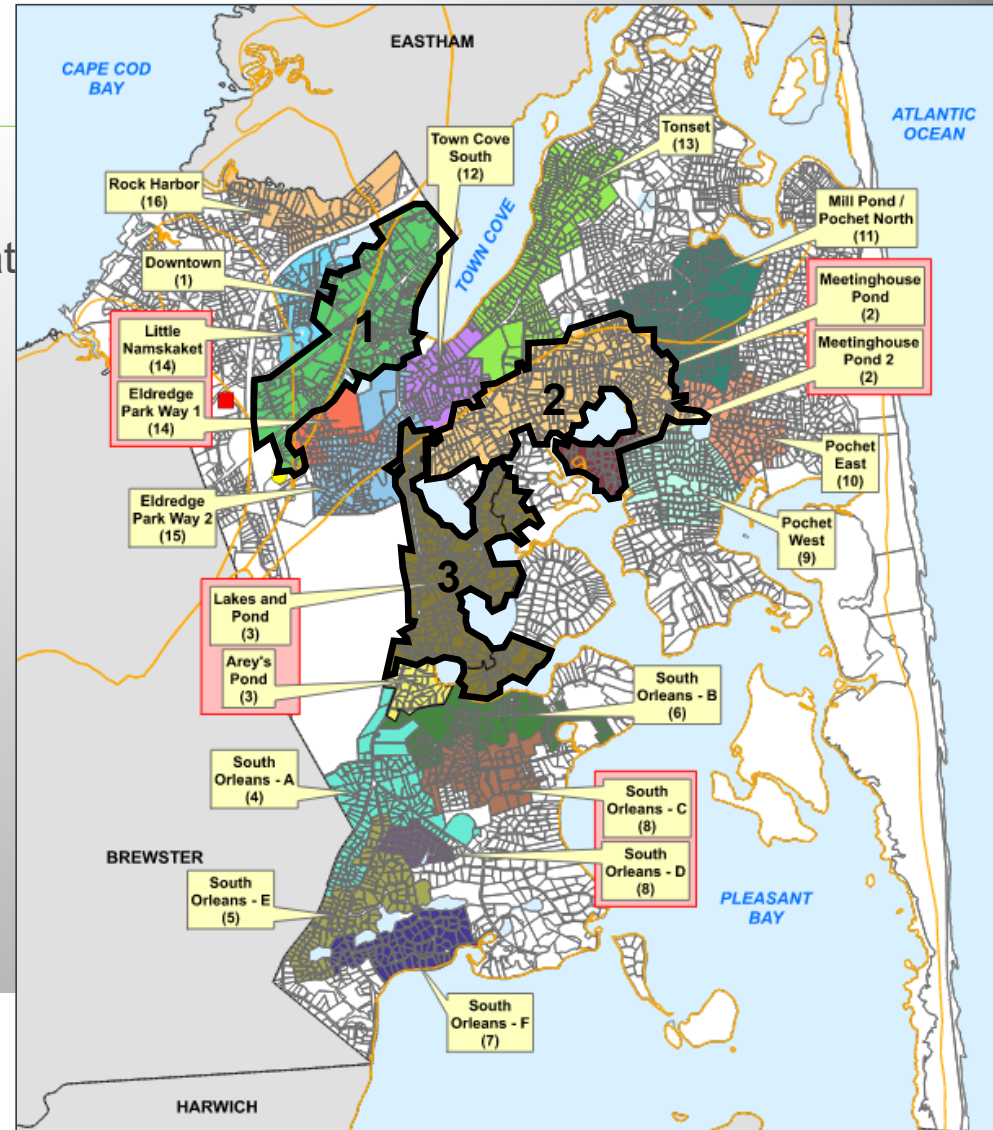 EASTHAM
CAPE COD
BAY
ATLANTIC
OCEAN
Town Cove
South
(12)
Tonset
(13)
Rock Harbor
(16)
Mill Pond /
Pochet North
(11)
TOWN COVE
at
Downtown
(1)
Meetinghouse
Pond
(2)
Meetinghouse
Pond 2
(2)
Little
Namskaket
(14)
Eldredge
Park Way 1
(14)
1
2
Pochet
East
(10)
Eldredge
Park Way 2
(15)
Pochet
West
(9)
3
Lakes and
Pond
(3)
Arey's
Pond
(3)
South
Orleans - B
(6)
South
Orleans - A
(4)
South
Orleans - C
(8)
South
Orleans - D
(8)
BREWSTER
South
Orleans - E
(5)
PLEASANT
BAY
South
Orleans - F
(7)
HARWICH